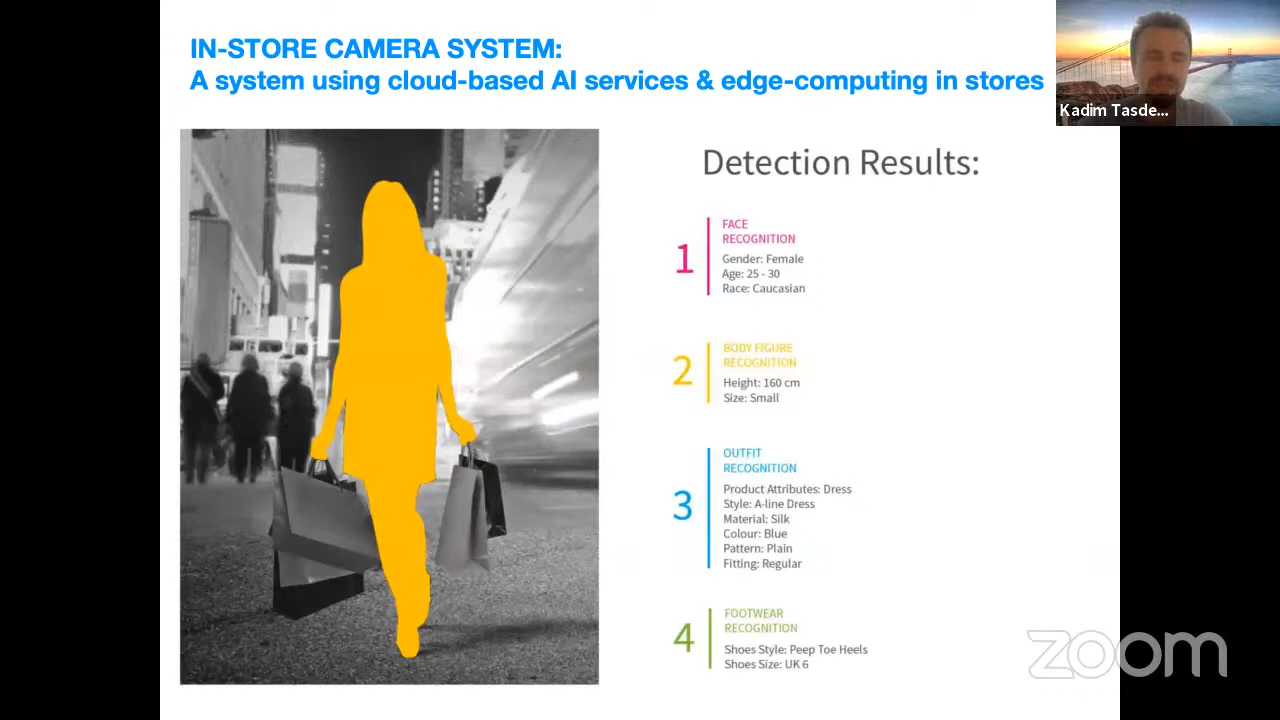 IN-STORE CAMERA SYSTEM:
A system using cloud-based AI services & edge-computing in stores
Kadim Tasde...
Detection Results:
1
FACE
RECOGNITION
Gender: Female
Age: 25 - 30
Race: Caucasian
2
BODY FIGURE
RECOGNITION
Height: 160 cm
Size: Small
3
OUTFIT
RECOGNITION
Product Attributes: Dress
Style: A-line Dress
Material: Silk
Colour: Blue
Pattern: Plain
Fitting: Regular
4
FOOTWEAR
RECOGNITION
Shoes Style: Peep Toe Heels
Shoes Size: UK 6
zoom